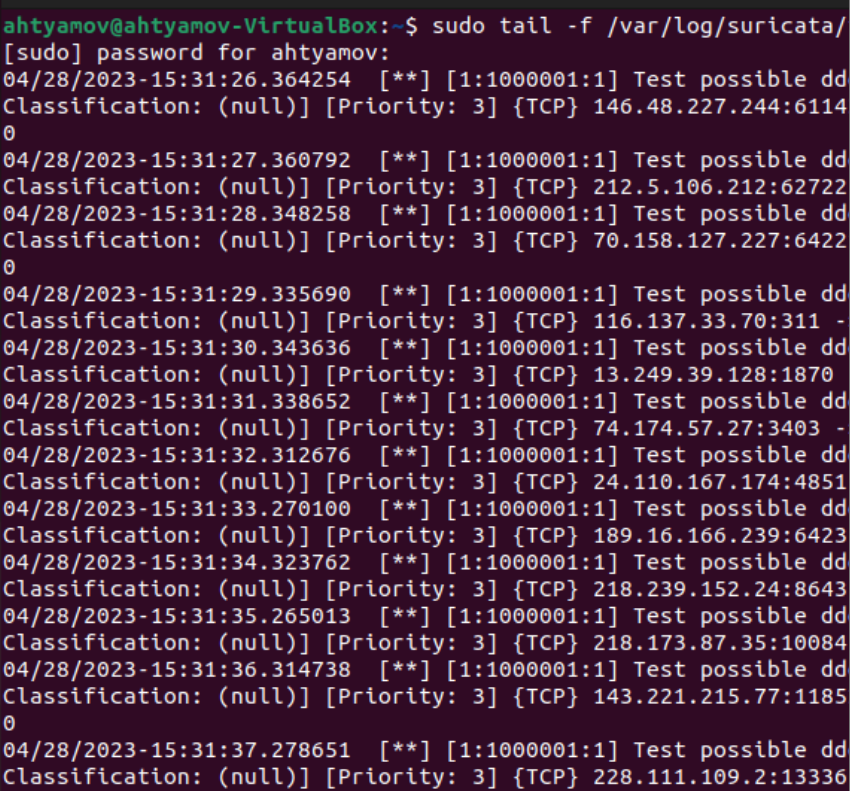 ahtyamov@ahtyamov-VirtualBox:~$ sudo tail -f /var/log/suricata/
[sudo] password for ahtyamov:
04/28/2023-15:31:26.364254  [**] [1:1000001:1] Test possible dd
Classification: (null)] [Priority: 3] {TCP} 146.48.227.244:6114
0
04/28/2023-15:31:27.360792  [**] [1:1000001:1] Test possible dd
Classification: (null)] [Priority: 3] {TCP} 212.5.106.212:62722
04/28/2023-15:31:28.348258  [**] [1:1000001:1] Test possible dd
Classification: (null)] [Priority: 3] {TCP} 70.158.127.227:6422
0
04/28/2023-15:31:29.335690  [**] [1:1000001:1] Test possible dd
Classification: (null)] [Priority: 3] {TCP} 116.137.33.70:311 -
04/28/2023-15:31:30.343636  [**] [1:1000001:1] Test possible dd
Classification: (null)] [Priority: 3] {TCP} 13.249.39.128:1870
04/28/2023-15:31:31.338652  [**] [1:1000001:1] Test possible dd
Classification: (null)] [Priority: 3] {TCP} 74.174.57.27:3403 -
04/28/2023-15:31:32.312676  [**] [1:1000001:1] Test possible dd
Classification: (null)] [Priority: 3] {TCP} 24.110.167.174:4851
04/28/2023-15:31:33.270100  [**] [1:1000001:1] Test possible dd
Classification: (null)] [Priority: 3] {TCP} 189.16.166.239:6423
04/28/2023-15:31:34.323762  [**] [1:1000001:1] Test possible dd
Classification: (null)] [Priority: 3] {TCP} 218.239.152.24:8643
04/28/2023-15:31:35.265013  [**] [1:1000001:1] Test possible dd
Classification: (null)] [Priority: 3] {TCP} 218.173.87.35:10084
04/28/2023-15:31:36.314738  [**] [1:1000001:1] Test possible dd
Classification: (null)] [Priority: 3] {TCP} 143.221.215.77:1185
0
04/28/2023-15:31:37.278651  [**] [1:1000001:1] Test possible dd
Classification: (null)] [Priority: 3] {TCP} 228.111.109.2:13336